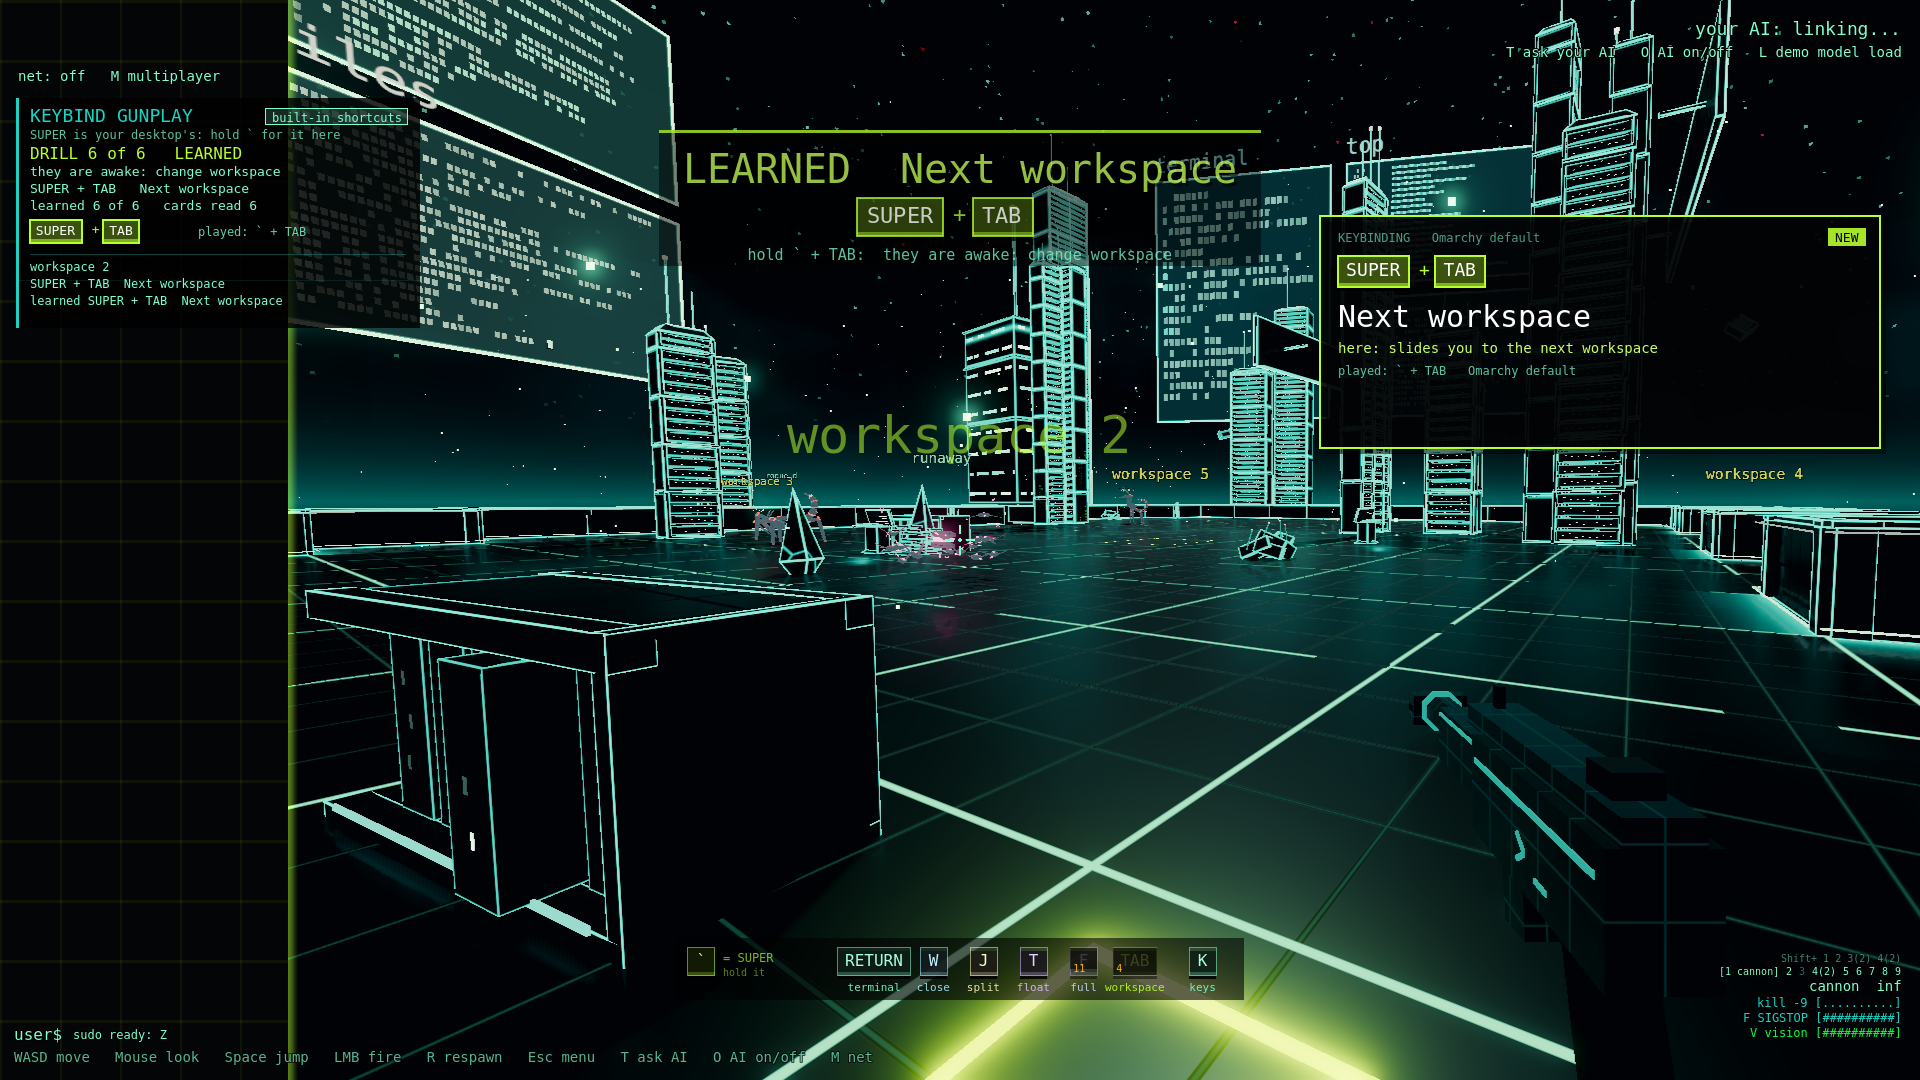 iles
your AI: linking...
T ask your AI   O AI on/off   L demo model load
net: off   M multiplayer
KEYBIND GUNPLAY   built-in shortcuts
SUPER is your desktop's: hold ` for it here
DRILL 6 of 6   LEARNED
they are awake: change workspace
SUPER + TAB   Next workspace
learned 6 of 6   cards read 6
SUPER + TAB   played: ` + TAB
workspace 2
SUPER + TAB  Next workspace
learned SUPER + TAB  Next workspace
LEARNED  Next workspace
SUPER + TAB
hold ` + TAB:  they are awake: change workspace
terminal
top
KEYBINDING   Omarchy default   NEW
SUPER + TAB
Next workspace
here: slides you to the next workspace
played: ` + TAB   Omarchy default
workspace 2
runaway
workspace 3
workspace 5
workspace 4
` = SUPER
hold it
RETURN   W   J   T   F 11   TAB 4   K
terminal   close   split   float   full   workspace   keys
Shift+ 1 2 3(2) 4(2)
[1 cannon] 2 3 4(2) 5 6 7 8 9
cannon  inf
kill -9 [..........]
F SIGSTOP [##########]
V vision [##########]
user$ sudo ready: Z
WASD move   Mouse look   Space jump   LMB fire   R respawn   Esc menu   T ask AI   O AI on/off   M net